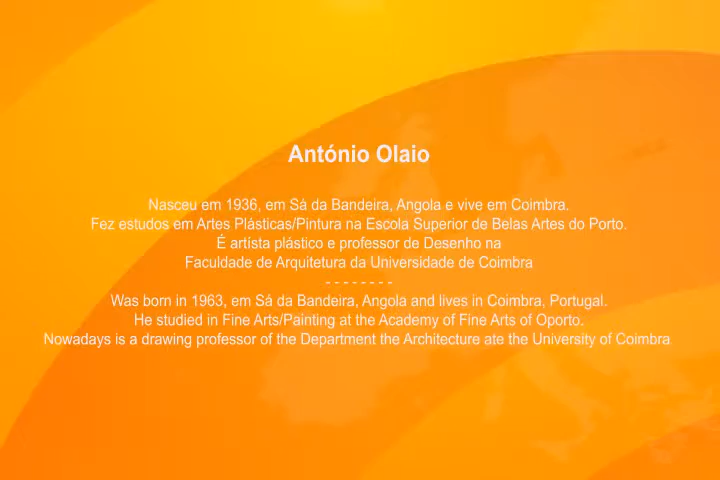 António Olaio
Nasceu em 1936, em Sá da Bandeira, Angola e vive em Coimbra.
Fez estudos em Artes Plásticas/Pintura na Escola Superior de Belas Artes do Porto.
É artista plástico e professor de Desenho na
Faculdade de Arquitetura da Universidade de Coimbra
- - - - - - - -
Was born in 1963, em Sá da Bandeira, Angola and lives in Coimbra, Portugal.
He studied in Fine Arts/Painting at the Academy of Fine Arts of Oporto.
Nowadays is a drawing professor of the Department the Architecture ate the University of Coimbra